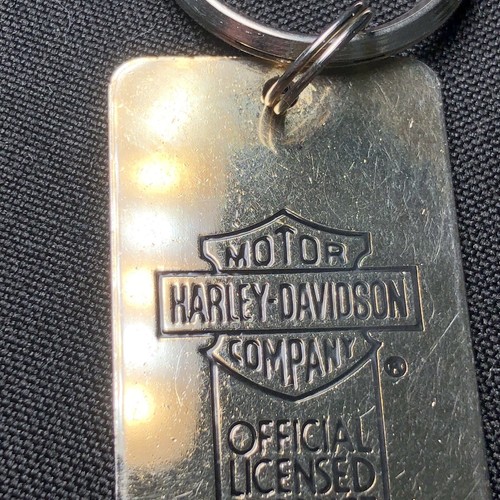 MOTOR
HARLEY-DAVIDSON
COMPANY
®
OFFICIAL
LICENSED